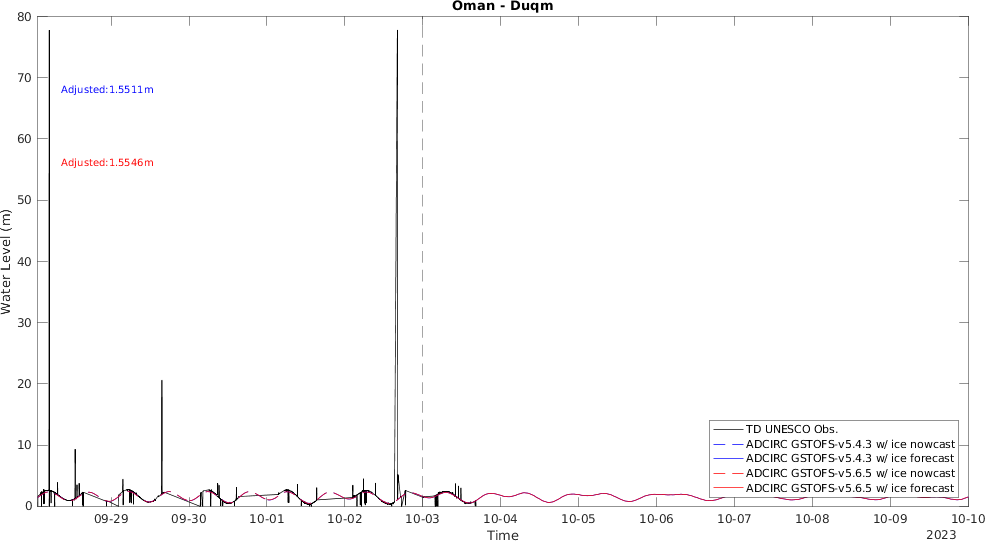 Oman - Duqm
80
70
60
50
40
30
20
10
0
Water Level (m)
Adjusted:1.5511m
Adjusted:1.5546m
TD UNESCO Obs.
ADCIRC GSTOFS-v5.4.3 w/ ice nowcast
ADCIRC GSTOFS-v5.4.3 w/ ice forecast
ADCIRC GSTOFS-v5.6.5 w/ ice nowcast
ADCIRC GSTOFS-v5.6.5 w/ ice forecast
09-29 09-30 10-01 10-02 10-03 10-04 10-05 10-06 10-07 10-08 10-09 10-10
Time
2023